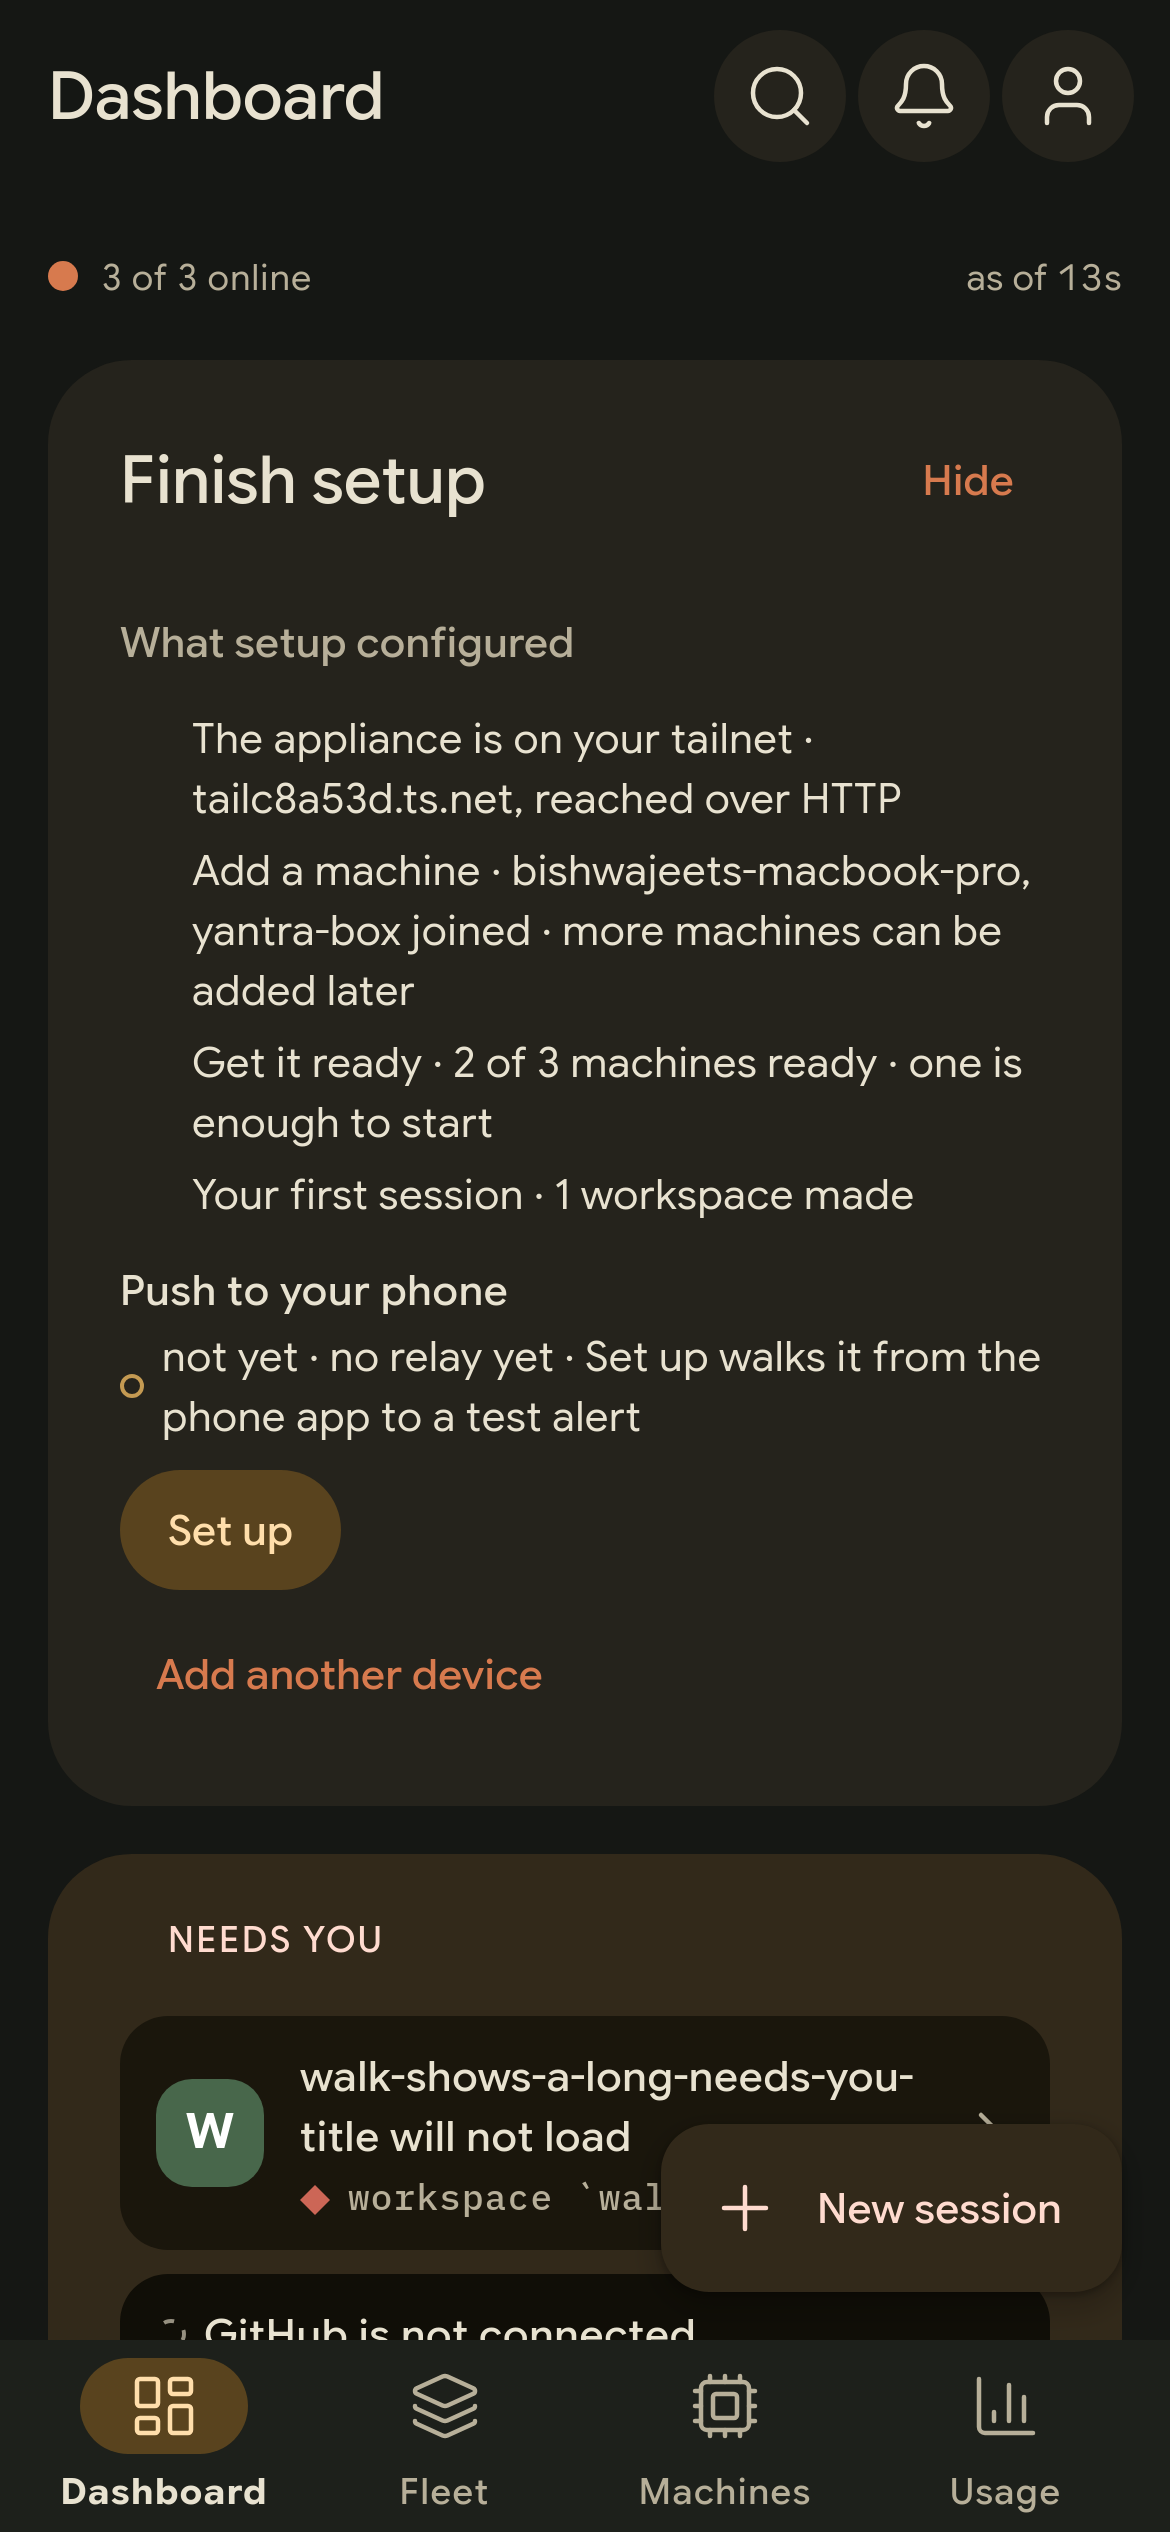 Dashboard
3 of 3 online
as of 13s
Finish setup
Hide
What setup configured
The appliance is on your tailnet ·
tailc8a53d.ts.net, reached over HTTP
Add a machine · bishwajeets-macbook-pro,
yantra-box joined · more machines can be
added later
Get it ready · 2 of 3 machines ready · one is
enough to start
Your first session · 1 workspace made
Push to your phone
not yet · no relay yet · Set up walks it from the
phone app to a test alert
Set up
Add another device
NEEDS YOU
W
walk-shows-a-long-needs-you-
title will not load
workspace `wal
New session
GitHub is not connected
Dashboard
Fleet
Machines
Usage